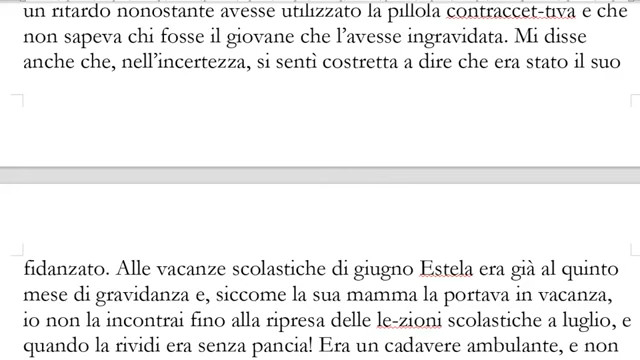 un ritardo nonostante avesse utilizzato la pillola contraccet-tiva e che
non sapeva chi fosse il giovane che l’avesse ingravidata. Mi disse
anche che, nell’incertezza, si sentì costretta a dire che era stato il suo
fidanzato. Alle vacanze scolastiche di giugno Estela era già al quinto
mese di gravidanza e, siccome la sua mamma la portava in vacanza,
io non la incontrai fino alla ripresa delle le-zioni scolastiche a luglio, e
quando la rividi era senza pancia! Era un cadavere ambulante, e non